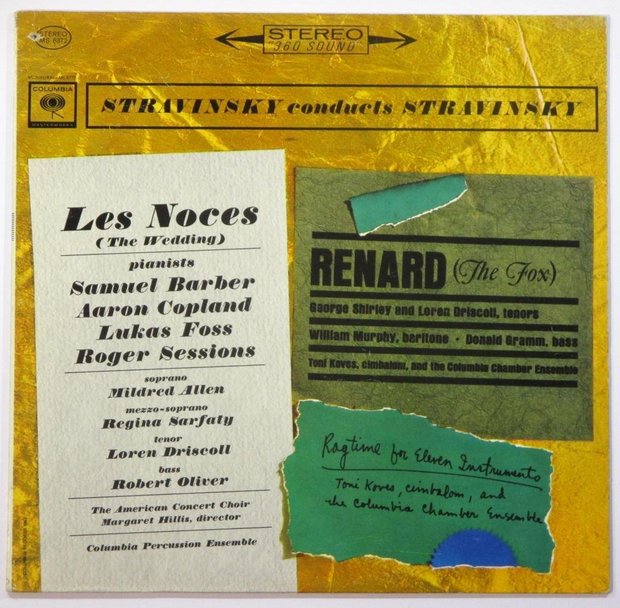 STEREO
MS 6372
STEREO
"360 SOUND"
COLUMBIA
MASTERWORKS
STRAVINSKY conducts STRAVINSKY
Les Noces
(The Wedding)
pianists
Samuel Barber
Aaron Copland
Lukas Foss
Roger Sessions
soprano
Mildred Allen
mezzo-soprano
Regina Sarfaty
tenor
Loren Driscoll
bass
Robert Oliver
The American Concert Choir
Margaret Hillis, director
Columbia Percussion Ensemble
RENARD (The Fox)
George Shirley and Loren Driscoll, tenors
William Murphy, baritone • Donald Gramm, bass
Toni Koves, cimbalom, and the Columbia Chamber Ensemble
Ragtime for Eleven Instruments
Toni Koves, cimbalom, and
the Columbia Chamber Ensemble